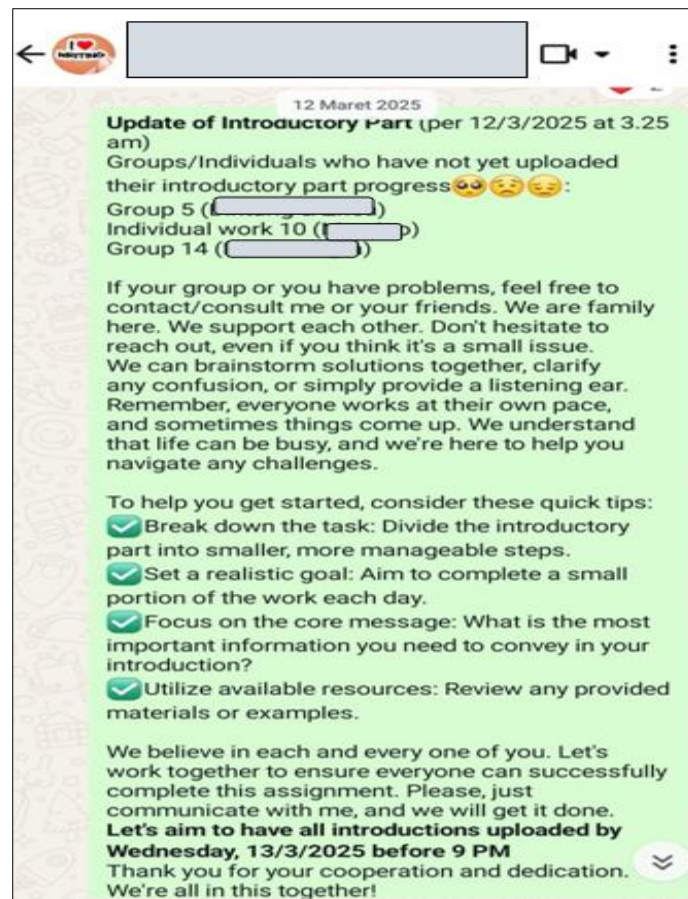 I ❤ WRITING
12 Maret 2025
Update of Introductory Part (per 12/3/2025 at 3.25
am)
Groups/Individuals who have not yet uploaded
their introductory part progress🥺😟😑:
Group 5 ( )
Individual work 10 ( )
Group 14 ( )
If your group or you have problems, feel free to
contact/consult me or your friends. We are family
here. We support each other. Don't hesitate to
reach out, even if you think it's a small issue.
We can brainstorm solutions together, clarify
any confusion, or simply provide a listening ear.
Remember, everyone works at their own pace,
and sometimes things come up. We understand
that life can be busy, and we're here to help you
navigate any challenges.
To help you get started, consider these quick tips:
✅Break down the task: Divide the introductory
part into smaller, more manageable steps.
✅Set a realistic goal: Aim to complete a small
portion of the work each day.
✅Focus on the core message: What is the most
important information you need to convey in your
introduction?
✅Utilize available resources: Review any provided
materials or examples.
We believe in each and every one of you. Let's
work together to ensure everyone can successfully
complete this assignment. Please, just
communicate with me, and we will get it done.
Let's aim to have all introductions uploaded by
Wednesday, 13/3/2025 before 9 PM
Thank you for your cooperation and dedication.
We're all in this together!